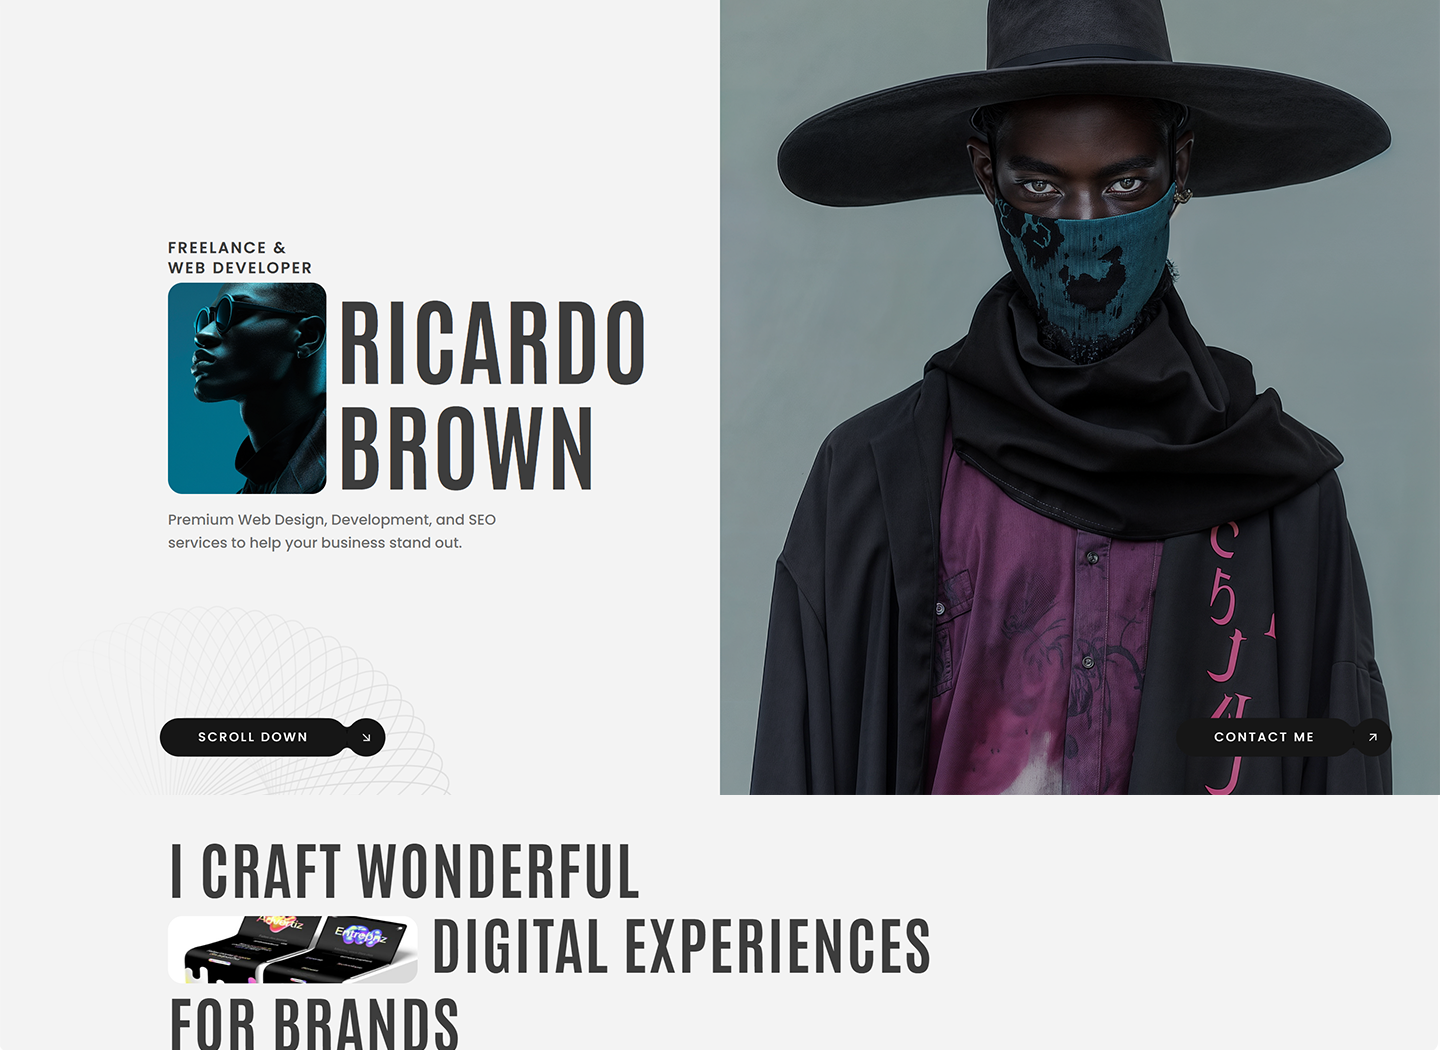 FREELANCE &
WEB DEVELOPER
RICARDO
BROWN
Premium Web Design, Development, and SEO
services to help your business stand out.
SCROLL DOWN
CONTACT ME
I CRAFT WONDERFUL
Entrepriz
DIGITAL EXPERIENCES
FOR BRANDS